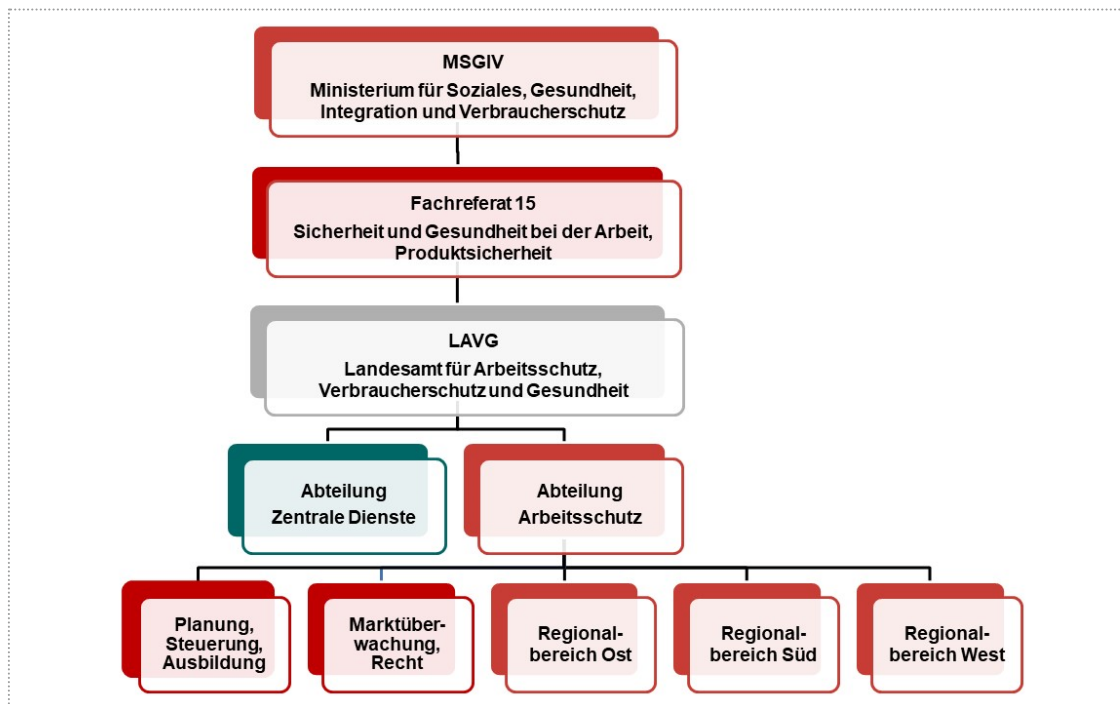 MSGIV
Ministerium für Soziales, Gesundheit,
Integration und Verbraucherschutz
Fachreferat 15
Sicherheit und Gesundheit bei der Arbeit,
Produktsicherheit
LAVG
Landesamt für Arbeitsschutz,
Verbraucherschutz und Gesundheit
Abteilung
Zentrale Dienste
Abteilung
Arbeitsschutz
Planung,
Steuerung,
Ausbildung
Marktüber-
wachung,
Recht
Regional-
bereich Ost
Regional-
bereich Süd
Regional-
bereich West